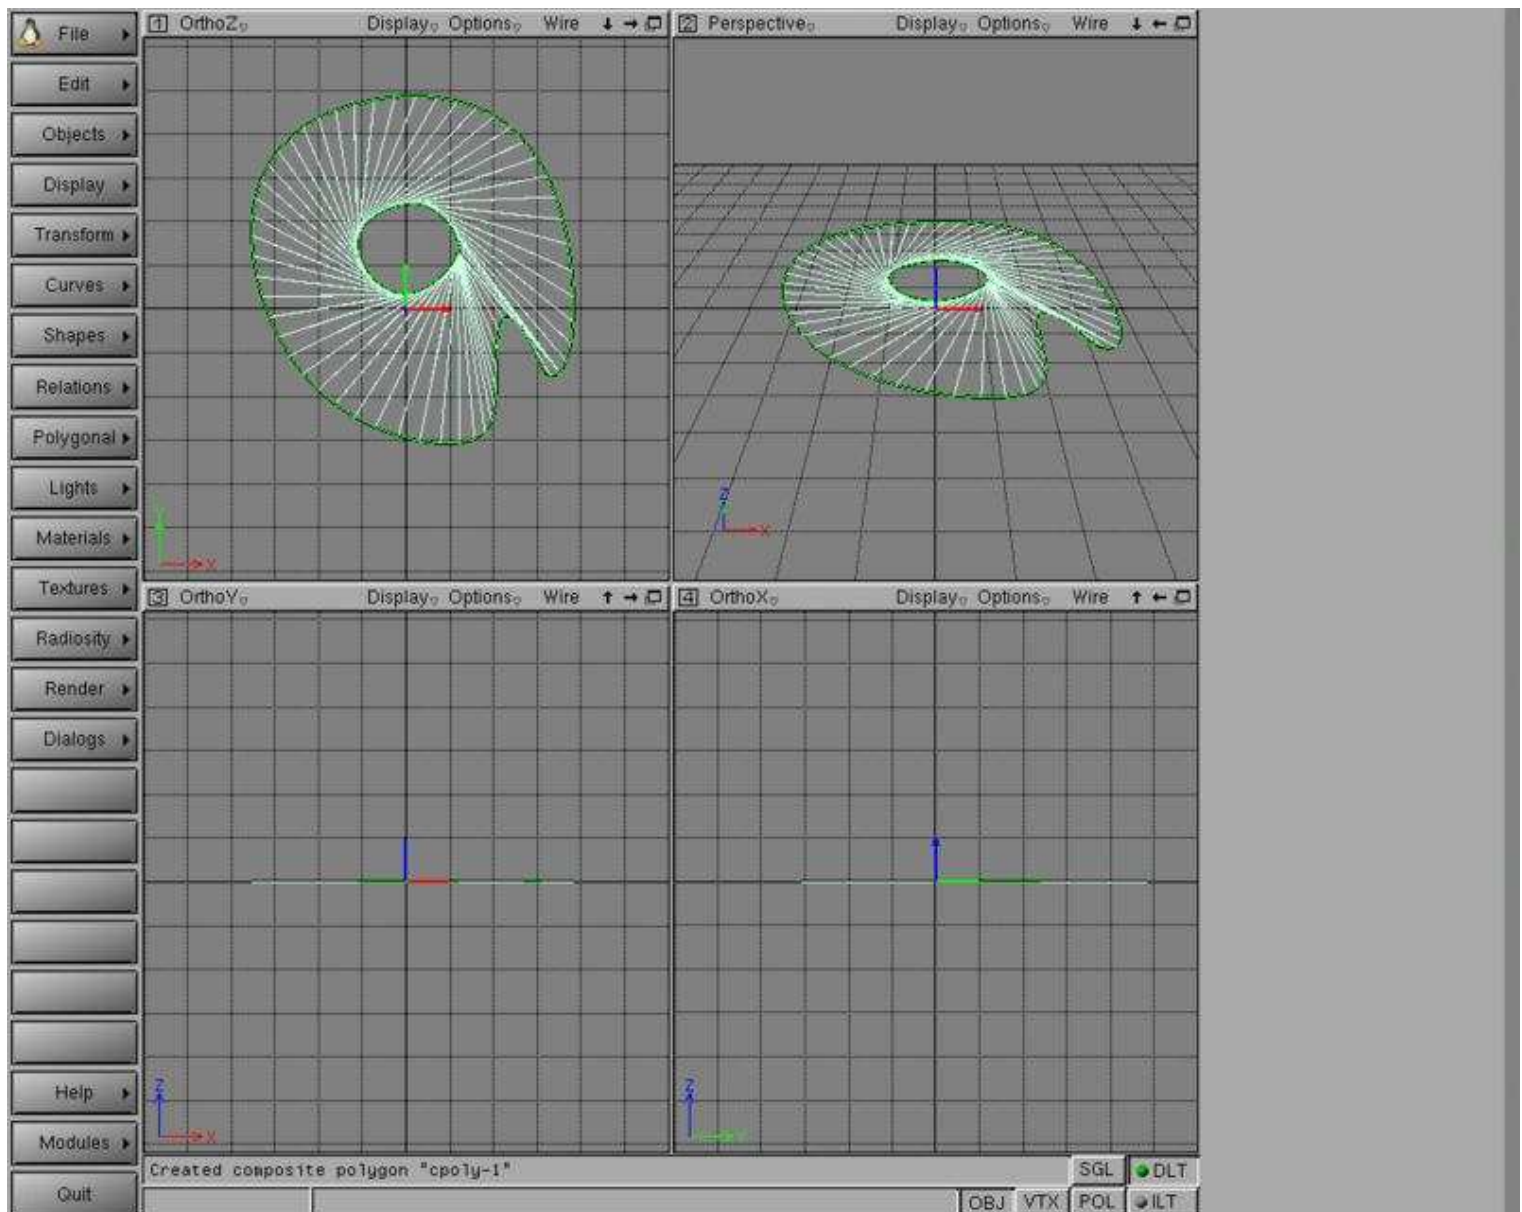 File
Edit
Objects
Display
Transform
Curves
Shapes
Relations
Polygonal
Lights
Materials
Textures
Radiosity
Render
Dialogs
Help
Modules
Quit
1 OrthoZ Display Options Wire
Y
X
2 Perspective Display Options Wire
Z
X
3 OrthoY Display Options Wire
Z
X
4 OrthoX Display Options Wire
Z
Y
Created composite polygon "cpoly-1"
SGL DLT
OBJ VTX POL ILT